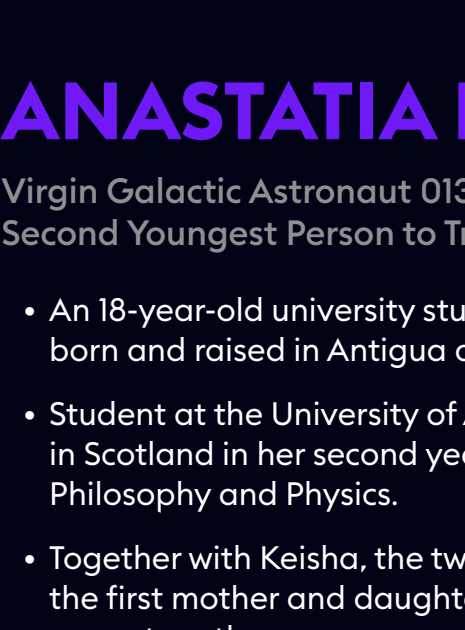 ANASTATIA
Virgin Galactic Astronaut 013
Second Youngest Person to
• An 18-year-old university
born and raised in Antigua
• Student at the University of
in Scotland in her second
Philosophy and Physics.
• Together with Keisha, the
the first mother and